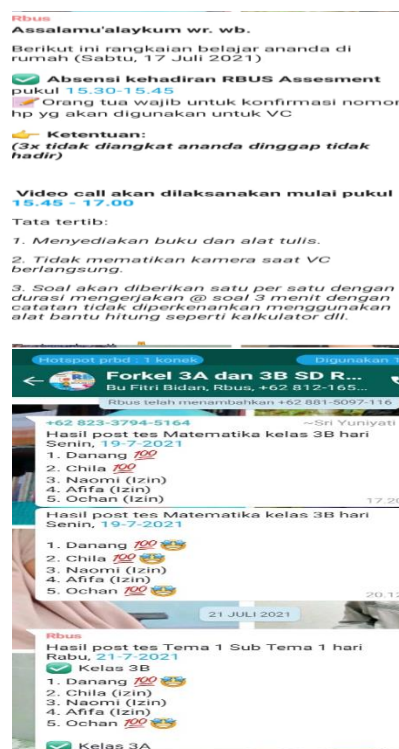 Rbus
Assalamu'alaykum wr. wb.
Berikut ini rangkaian belajar ananda di
rumah (Sabtu, 17 Juli 2021)
✅ Absensi kehadiran RBUS Assesment
pukul 15.30-15.45
📝Orang tua wajib untuk konfirmasi nomor
hp yg akan digunakan untuk VC
👉 Ketentuan:
(3x tidak diangkat ananda dinggap tidak
hadir)
Video call akan dilaksanakan mulai pukul
15.45 - 17.00
Tata tertib:
1. Menyediakan buku dan alat tulis.
2. Tidak mematikan kamera saat VC
berlangsung.
3. Soal akan diberikan satu per satu dengan
durasi mengerjakan @ soal 3 menit dengan
catatan tidak diperkenankan menggunakan
alat bantu hitung seperti kalkulator dll.
Hotspot prbd : 1 konek
Digunakan 1
Forkel 3A dan 3B SD R...
Bu Fitri Bidan, Rbus, +62 812-165...
Rbus telah menambahkan +62 881-5097-116
+62 823-3794-5164 ~Sri Yuniyati
Hasil post tes Matematika kelas 3B hari
Senin, 19-7-2021
1. Danang 💯
2. Chila 💯
3. Naomi (Izin)
4. Afifa (Izin)
5. Ochan (Izin)
17.20
Hasil post tes Matematika kelas 3B hari
Senin, 19-7-2021
1. Danang 💯🤩
2. Chila 💯🤩
3. Naomi (Izin)
4. Afifa (Izin)
5. Ochan 💯🤩
20.12
21 JULI 2021
Rbus
Hasil post tes Tema 1 Sub Tema 1 hari
Rabu, 21-7-2021
✅ Kelas 3B
1. Danang 💯🤩
2. Chila (izin)
3. Naomi (Izin)
4. Afifa (Izin)
5. Ochan 💯🤩
✅ Kelas 3A